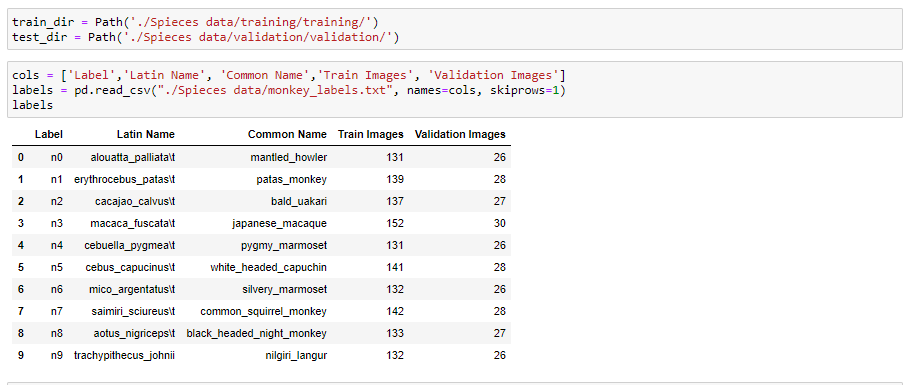 train_dir = Path('./Spieces data/training/training/')
test_dir = Path('./Spieces data/validation/validation/')
cols = ['Label','Latin Name', 'Common Name','Train Images', 'Validation Images']
labels = pd.read_csv("./Spieces data/monkey_labels.txt", names=cols, skiprows=1)
labels
Label Latin Name Common Name Train Images Validation Images
0 n0 alouatta_palliata\t mantled_howler 131 26
1 n1 erythrocebus_patas\t patas_monkey 139 28
2 n2 cacajao_calvus\t bald_uakari 137 27
3 n3 macaca_fuscata\t japanese_macaque 152 30
4 n4 cebuella_pygmea\t pygmy_marmoset 131 26
5 n5 cebus_capucinus\t white_headed_capuchin 141 28
6 n6 mico_argentatus\t silvery_marmoset 132 26
7 n7 saimiri_sciureus\t common_squirrel_monkey 142 28
8 n8 aotus_nigriceps\t black_headed_night_monkey 133 27
9 n9 trachypithecus_johnii nilgiri_langur 132 26